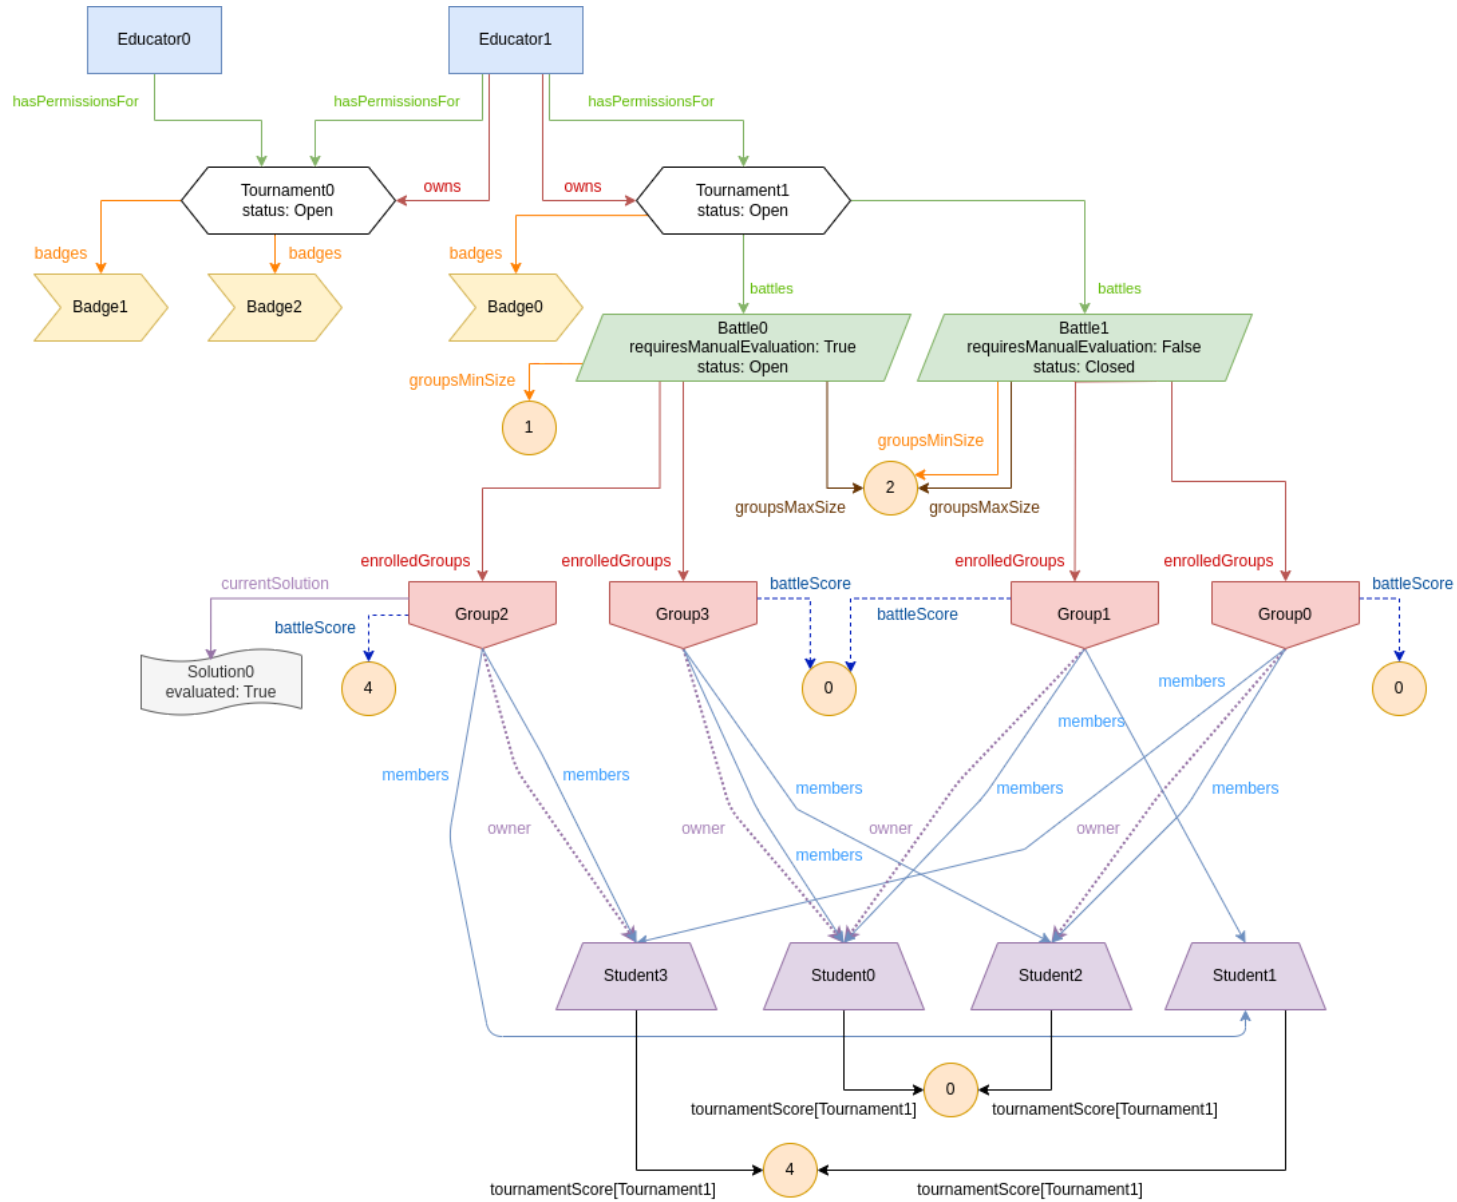 Educator0
Educator1
hasPermissionsFor
hasPermissionsFor
hasPermissionsFor
Tournament0
status: Open
owns
owns
Tournament1
status: Open
badges
badges
badges
Badge1
Badge2
Badge0
battles
battles
Battle0
requiresManualEvaluation: True
status: Open
Battle1
requiresManualEvaluation: False
status: Closed
groupsMinSize
1
groupsMinSize
2
groupsMaxSize
groupsMaxSize
enrolledGroups
enrolledGroups
enrolledGroups
enrolledGroups
currentSolution
battleScore
battleScore
battleScore
battleScore
Group2
Group3
Group1
Group0
Solution0
evaluated: True
4
0
0
members
members
members
members
members
members
members
members
owner
owner
owner
owner
Student3
Student0
Student2
Student1
0
tournamentScore[Tournament1]
tournamentScore[Tournament1]
4
tournamentScore[Tournament1]
tournamentScore[Tournament1]